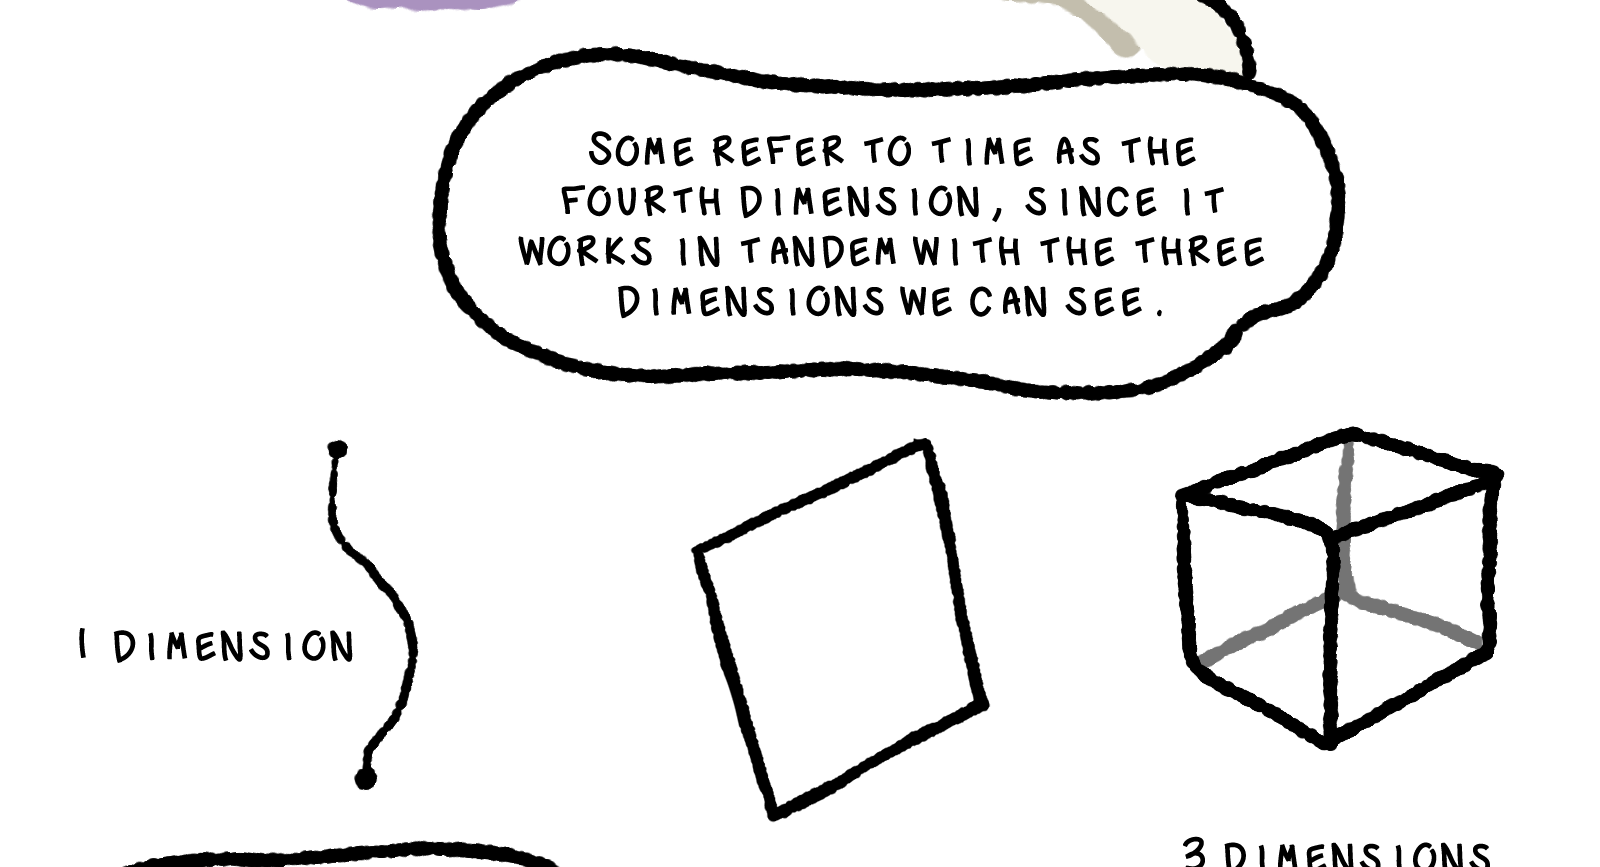 SOME REFER TO TIME AS THE
FOURTH DIMENSION, SINCE IT
WORKS IN TANDEM WITH THE THREE
DIMENSIONS WE CAN SEE.
1 DIMENSION
3 DIMENSIONS